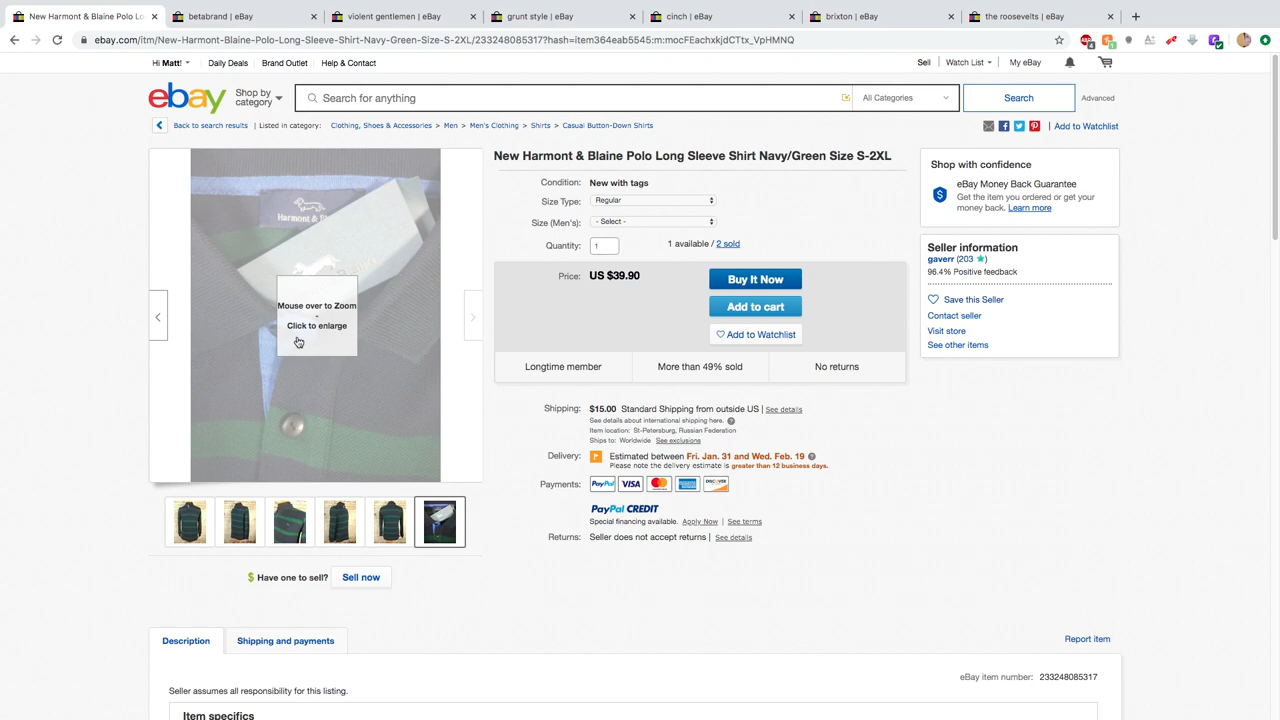 New Harmont & Blaine Polo Lo
betabrand | eBay
violent gentlemen | eBay
grunt style | eBay
cinch | eBay
brixton | eBay
the roosevelts | eBay
ebay.com/itm/New-Harmont-Blaine-Polo-Long-Sleeve-Shirt-Navy-Green-Size-S-2XL/233248085317?hash=item364eab5545:m:mocFEachxkjdCTtx_VpHMNQ
Hi Matt!
Daily Deals
Brand Outlet
Help & Contact
Sell
Watch List
My eBay
ebay
Shop by
category
Search for anything
All Categories
Search
Advanced
Back to search results | Listed in category:
Clothing, Shoes & Accessories > Men > Men's Clothing > Shirts > Casual Button-Down Shirts
| Add to Watchlist
Harmont & B
Mouse over to Zoom
-
Click to enlarge
$ Have one to sell? Sell now
New Harmont & Blaine Polo Long Sleeve Shirt Navy/Green Size S-2XL
Condition: New with tags
Size Type: Regular
Size (Men's): - Select -
Quantity: 1 1 available / 2 sold
Price: US $39.90
Buy It Now
Add to cart
Add to Watchlist
Longtime member
More than 49% sold
No returns
Shipping: $15.00 Standard Shipping from outside US | See details
See details about international shipping here.
Item location: St-Petersburg, Russian Federation
Ships to: Worldwide See exclusions
Delivery: Estimated between Fri. Jan. 31 and Wed. Feb. 19
Please note the delivery estimate is greater than 12 business days.
Payments: PayPal VISA DISCOVER
PayPal CREDIT
Special financing available. Apply Now | See terms
Returns: Seller does not accept returns | See details
Shop with confidence
eBay Money Back Guarantee
Get the item you ordered or get your
money back. Learn more
Seller information
gaverr (203 )
96.4% Positive feedback
Save this Seller
Contact seller
Visit store
See other items
Description
Shipping and payments
Report item
eBay item number: 233248085317
Seller assumes all responsibility for this listing.
Item specifics